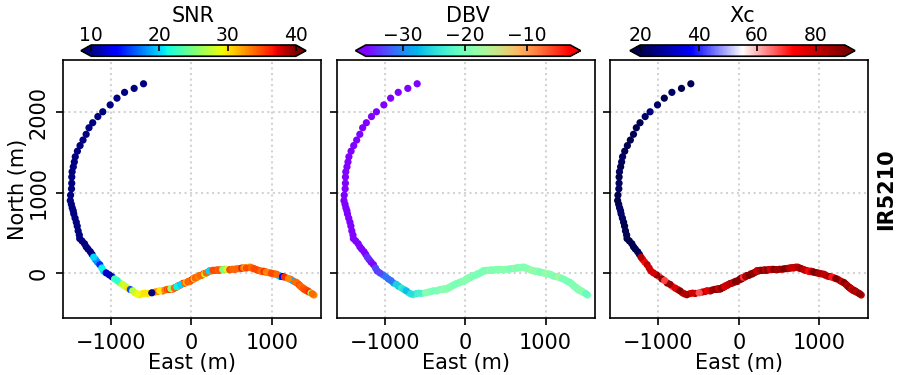 SNR
10 20 30 40
DBV
−30 −20 −10
Xc
20 40 60 80
North (m)
2000
1000
0
−1000 0 1000
East (m)
−1000 0 1000
East (m)
−1000 0 1000
East (m)
IR5210